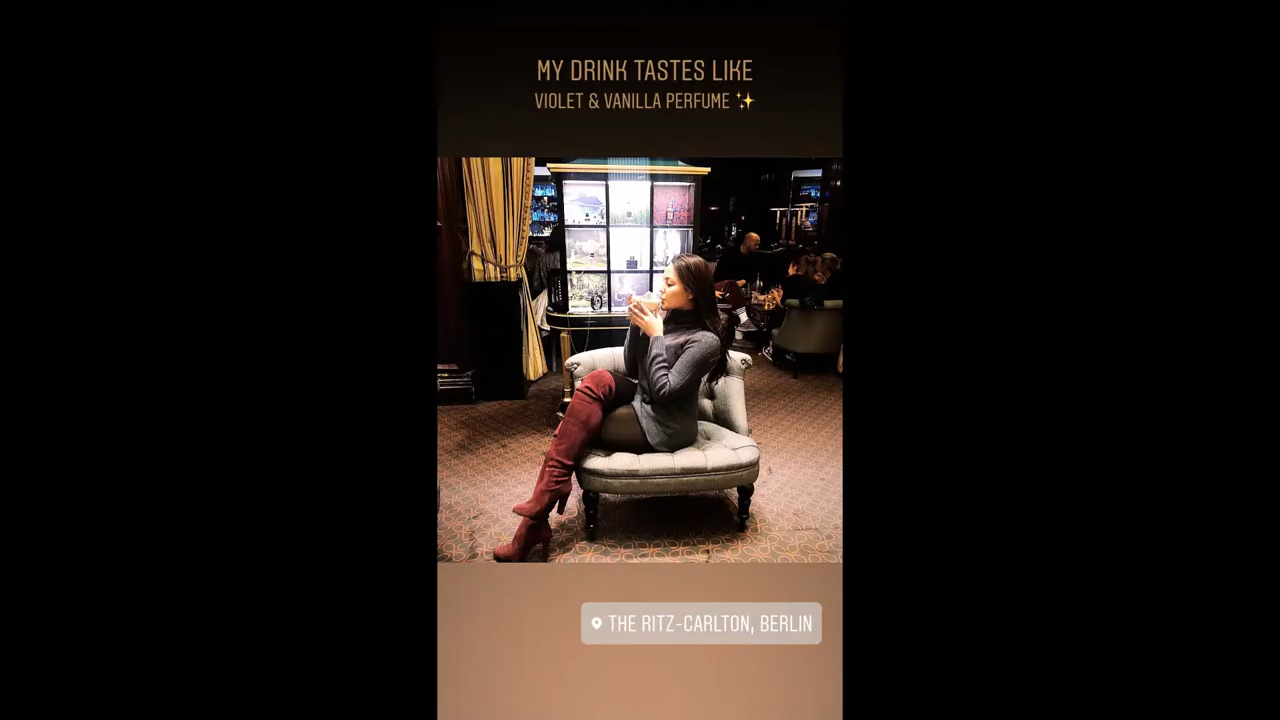 MY DRINK TASTES LIKE
VIOLET & VANILLA PERFUME ✨
THE RITZ-CARLTON, BERLIN